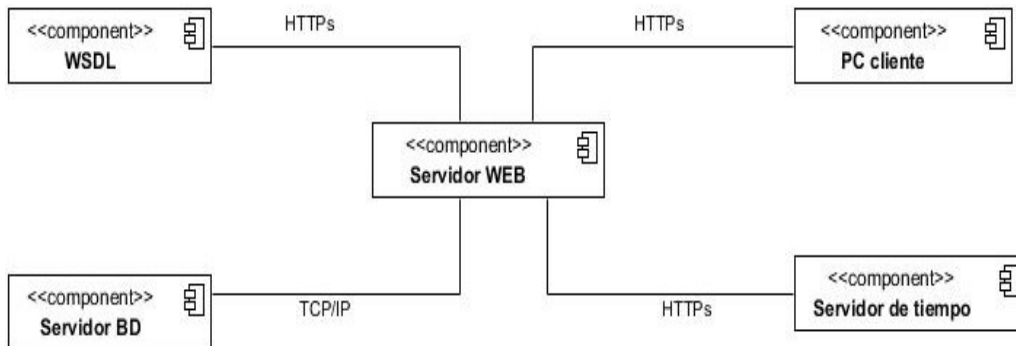 <<component>>
WSDL
HTTPs
HTTPs
<<component>>
PC cliente
<<component>>
Servidor WEB
<<component>>
Servidor BD
TCP/IP
HTTPs
<<component>>
Servidor de tiempo